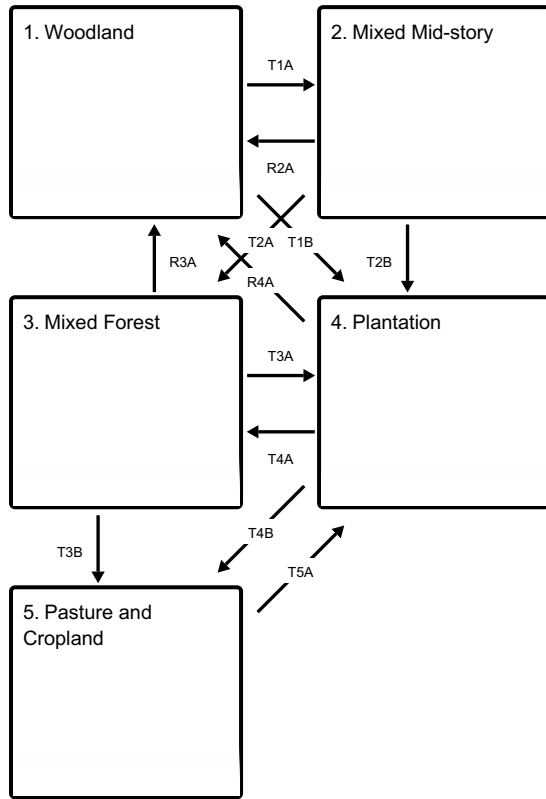 1. Woodland
2. Mixed Mid-story
T1A
R2A
T2A
T1B
R3A
T2B
R4A
3. Mixed Forest
4. Plantation
T3A
T4A
T3B
T4B
T5A
5. Pasture and
Cropland